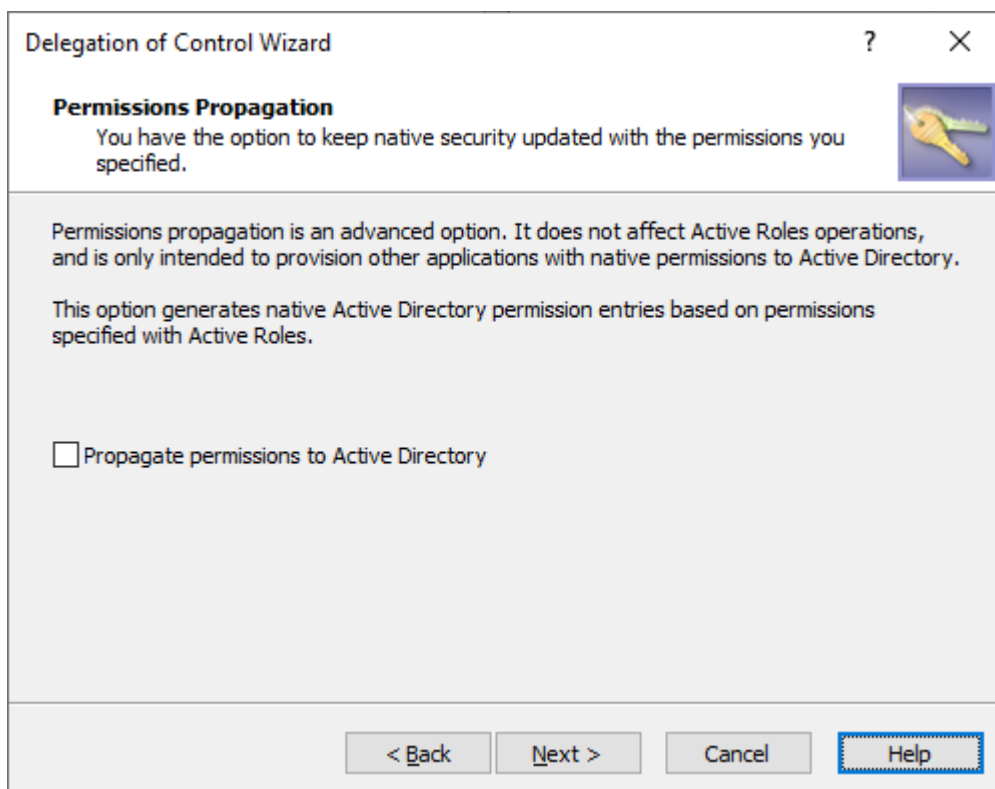 Delegation of Control Wizard ?
Permissions Propagation
You have the option to keep native security updated with the permissions you
specified.
Permissions propagation is an advanced option. It does not affect Active Roles operations,
and is only intended to provision other applications with native permissions to Active Directory.
This option generates native Active Directory permission entries based on permissions
specified with Active Roles.
Propagate permissions to Active Directory
< Back Next > Cancel Help